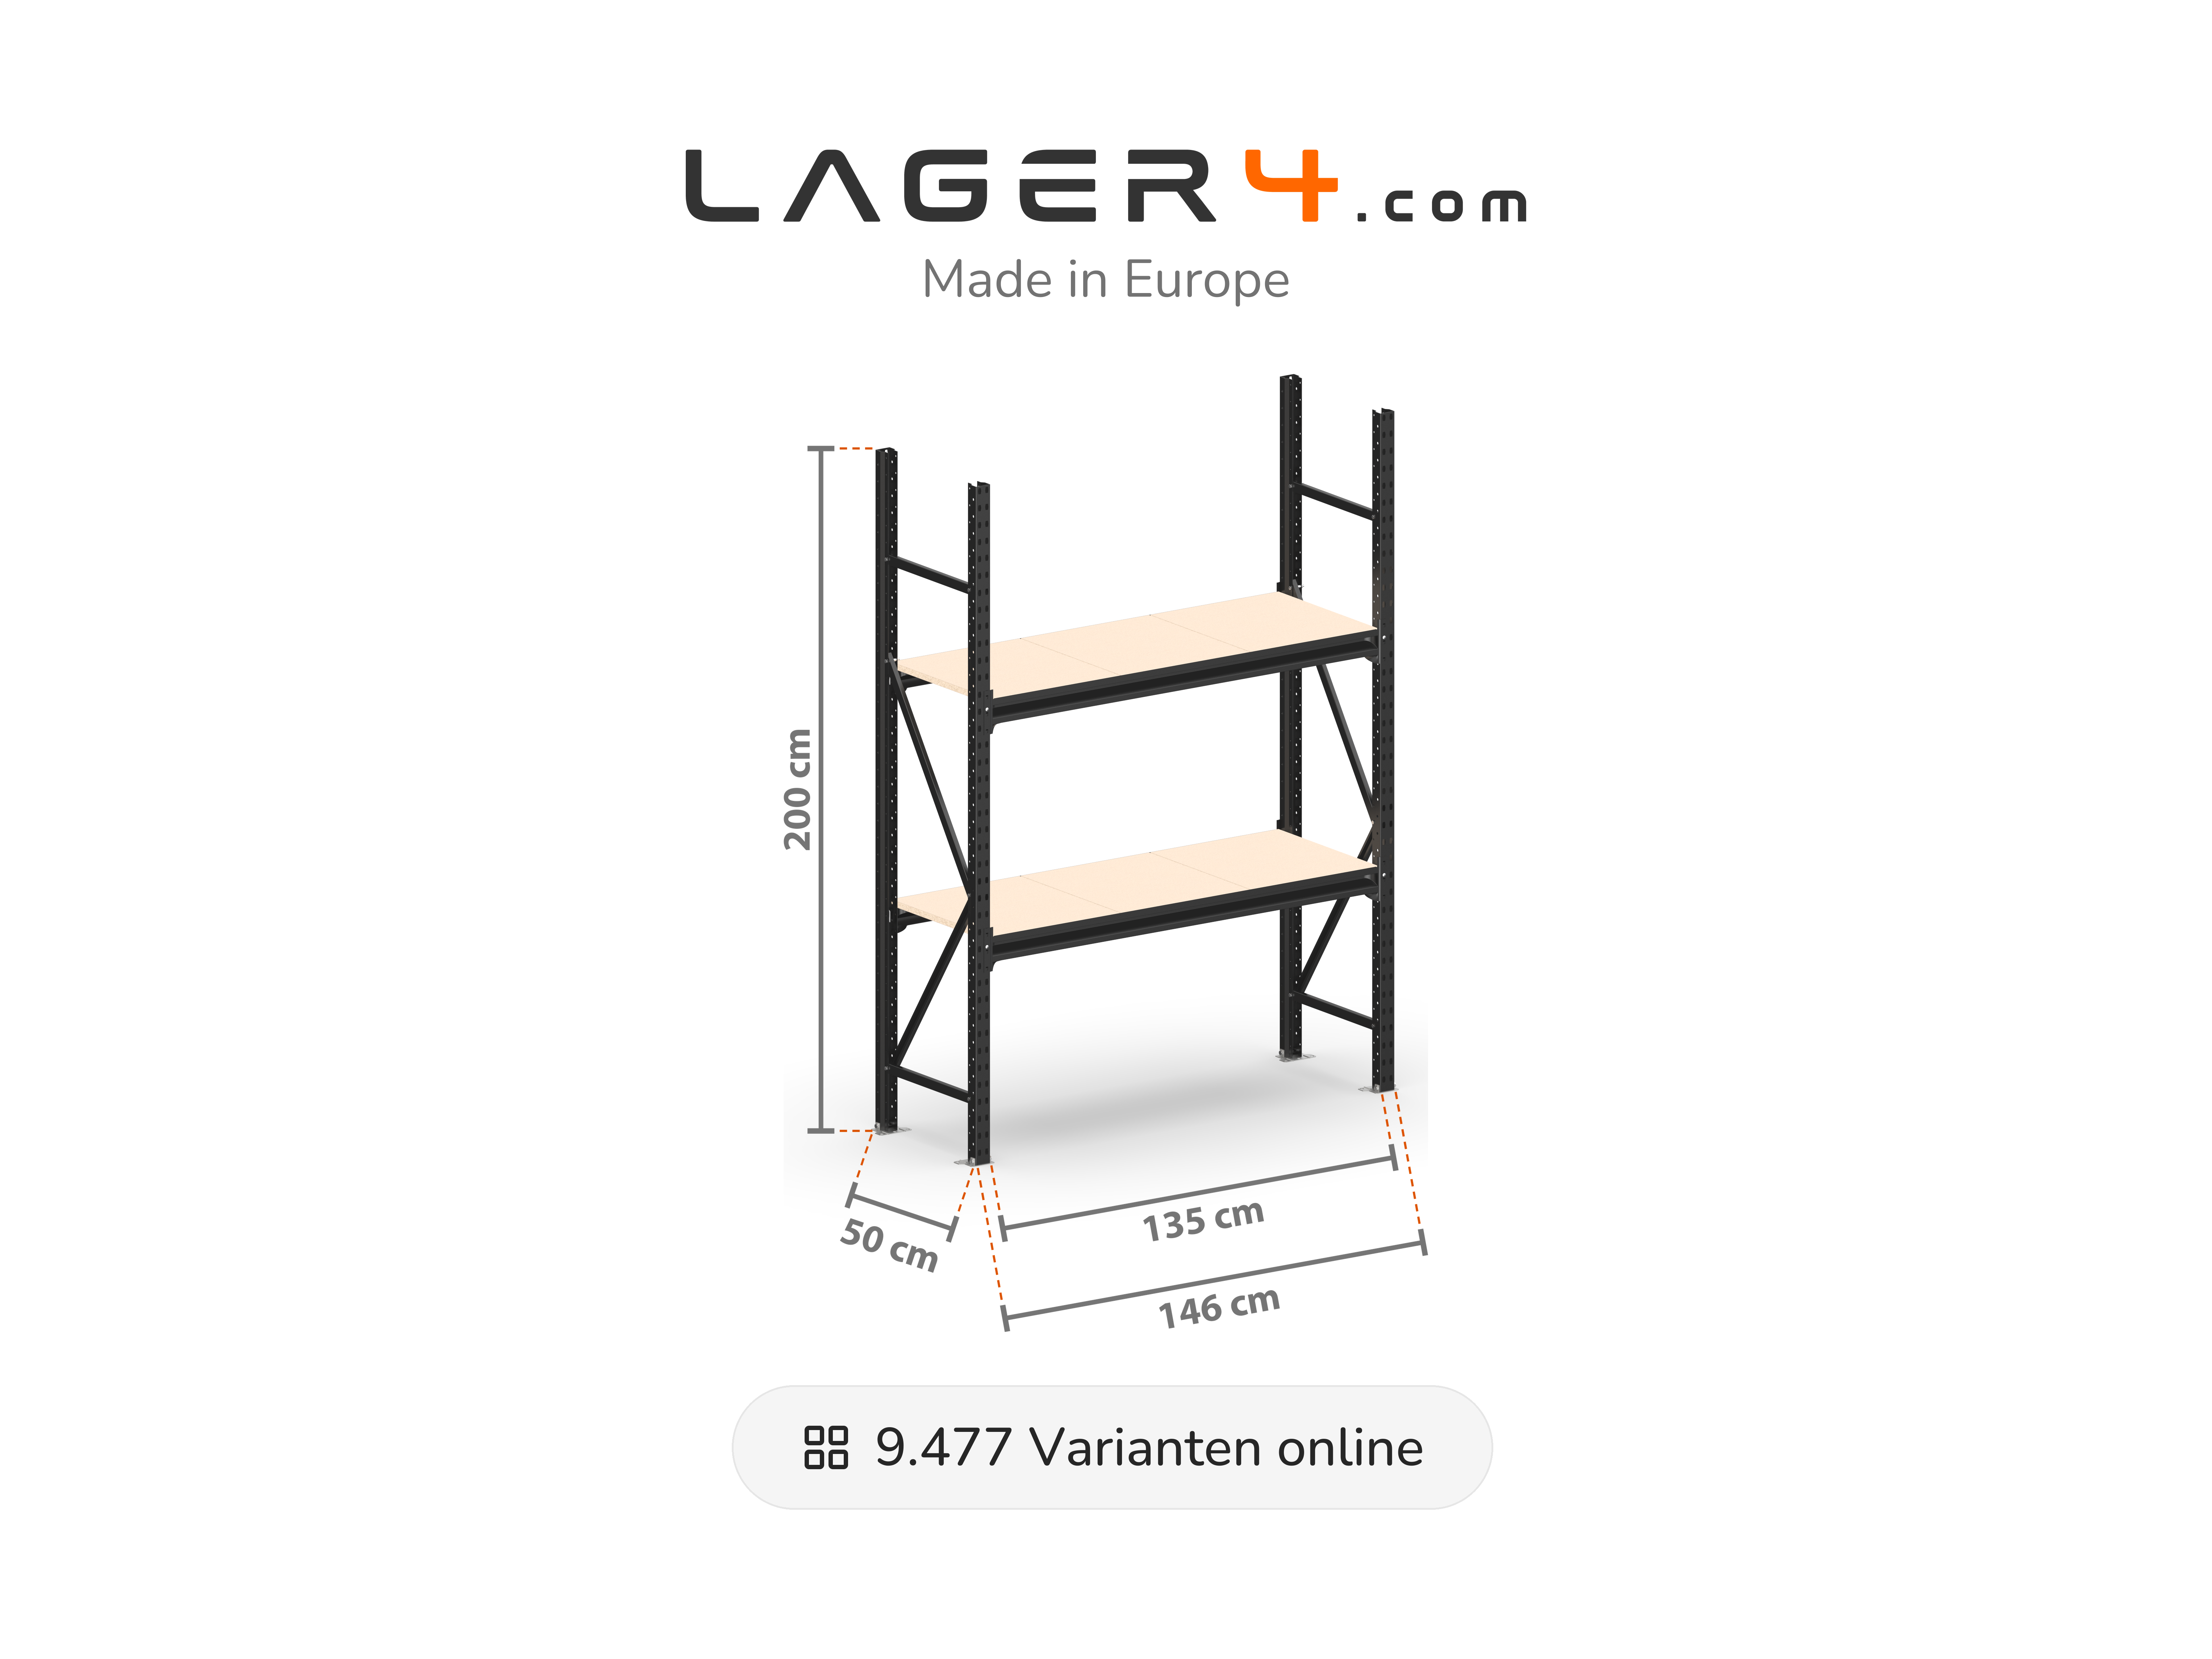 LAGER4.com
Made in Europe
200 cm
50 cm
135 cm
146 cm
9.477 Varianten online